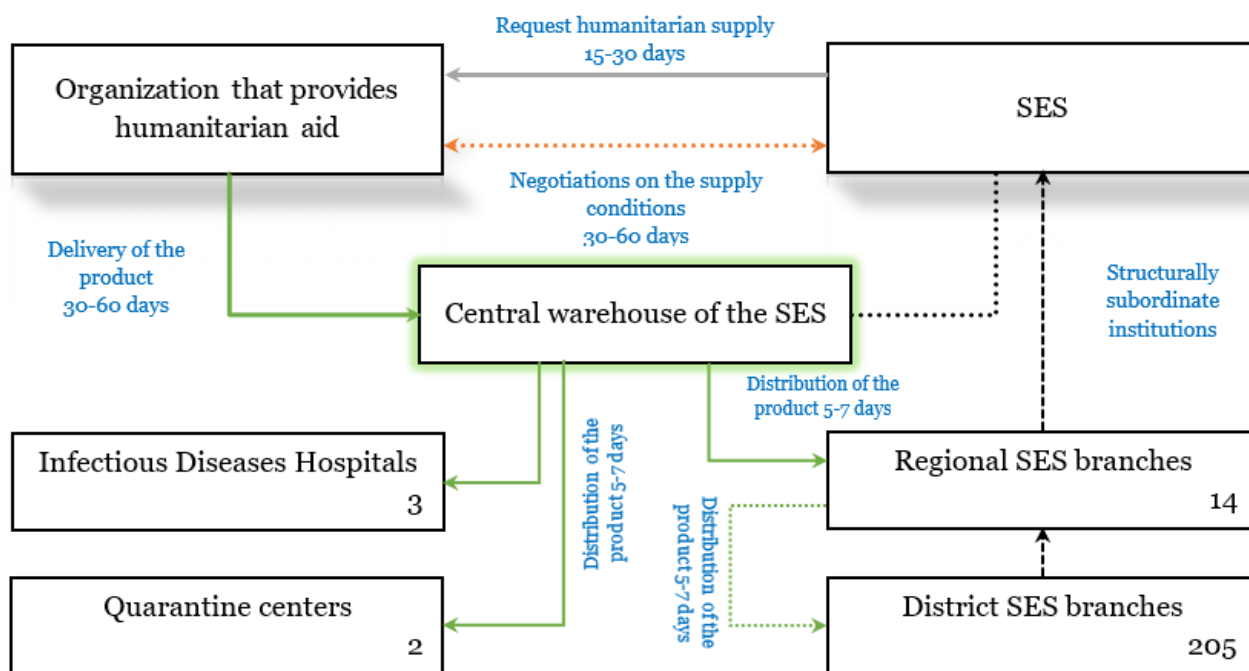 Request humanitarian supply
15-30 days
Organization that provides
humanitarian aid
SES
Negotiations on the supply
conditions
30-60 days
Delivery of the
product
30-60 days
Central warehouse of the SES
Structurally
subordinate
institutions
Distribution of the
product 5-7 days
Distribution of the
product 5-7 days
Distribution of the
product 5-7 days
Infectious Diseases Hospitals
3
Regional SES branches
14
Quarantine centers
2
District SES branches
205